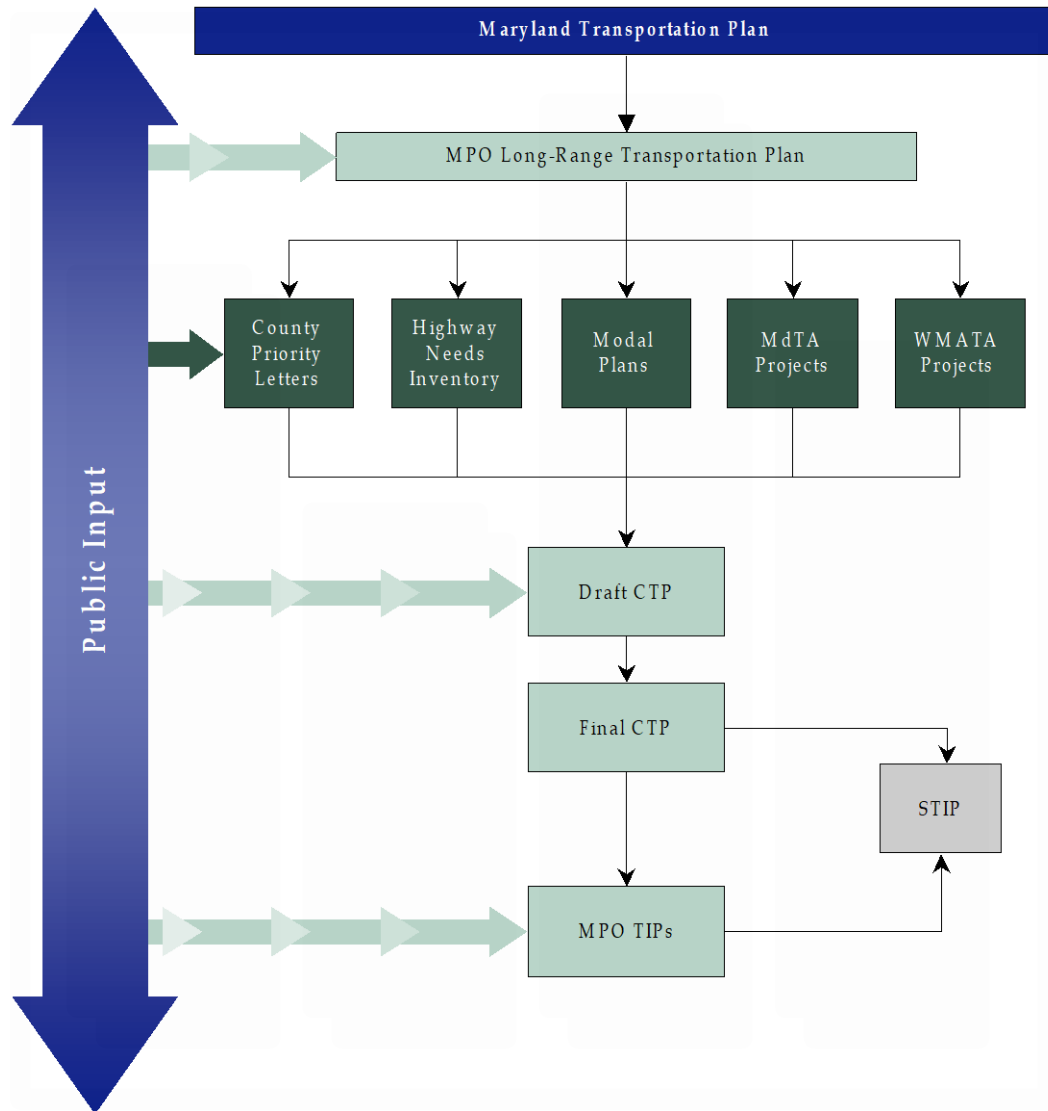 Maryland Transportation Plan
MPO Long-Range Transportation Plan
County
Priority
Letters
Highway
Needs
Inventory
Modal
Plans
MdTA
Projects
WMATA
Projects
Public Input
Draft CTP
Final CTP
STIP
MPO TIPs